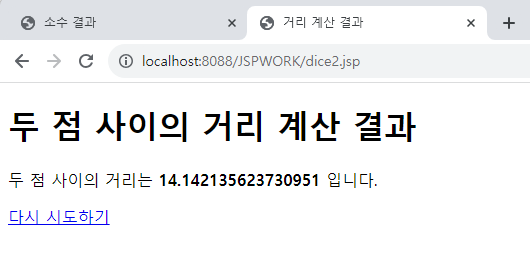 소수 결과
거리 계산 결과
localhost:8088/JSPWORK/dice2.jsp
두 점 사이의 거리 계산 결과
두 점 사이의 거리는 14.142135623730951 입니다.
다시 시도하기